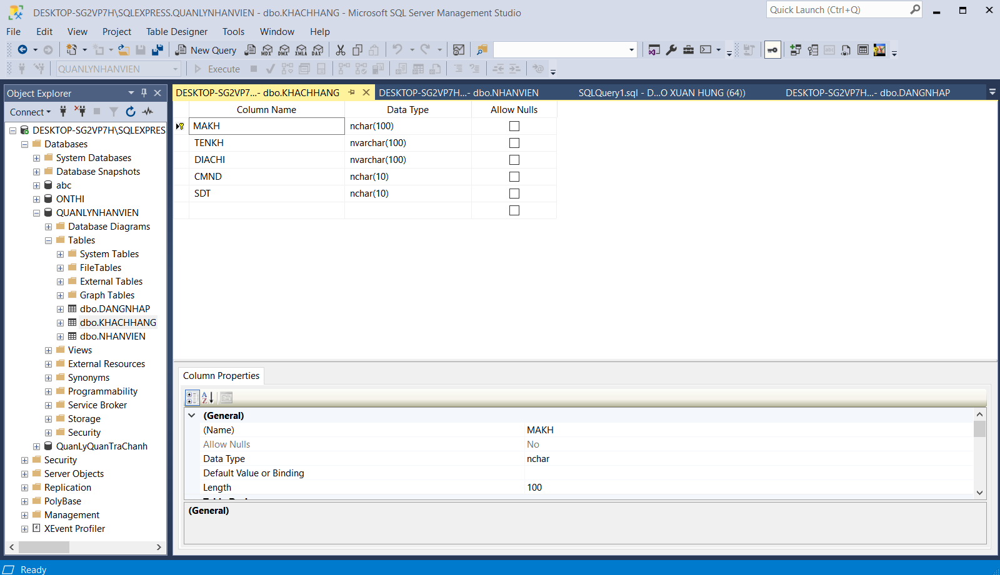 DESKTOP-SG2VP7H\SQLEXPRESS.QUANLYNHANVIEN - dbo.KHACHHANG - Microsoft SQL Server Management Studio
Quick Launch (Ctrl+Q)
File Edit View Project Table Designer Tools Window Help
New Query MDX DMX XMLA DAX
QUANLYNHANVIEN Execute
Object Explorer
DESKTOP-SG2VP7...- dbo.KHACHHANG
DESKTOP-SG2VP7H...- dbo.NHANVIEN
SQLQuery1.sql - D...O XUAN HUNG (64))
DESKTOP-SG2VP7H...- dbo.DANGNHAP
Connect
DESKTOP-SG2VP7H\SQLEXPRES
Databases
System Databases
Database Snapshots
abc
ONTHI
QUANLYNHANVIEN
Database Diagrams
Tables
System Tables
FileTables
External Tables
Graph Tables
dbo.DANGNHAP
dbo.KHACHHANG
dbo.NHANVIEN
Views
External Resources
Synonyms
Programmability
Service Broker
Storage
Security
QuanLyQuanTraChanh
Security
Server Objects
Replication
PolyBase
Management
XEvent Profiler
Column Name Data Type Allow Nulls
MAKH nchar(100)
TENKH nvarchar(100)
DIACHI nvarchar(100)
CMND nchar(10)
SDT nchar(10)
Column Properties
(General)
(Name) MAKH
Allow Nulls No
Data Type nchar
Default Value or Binding
Length 100
(General)
Ready